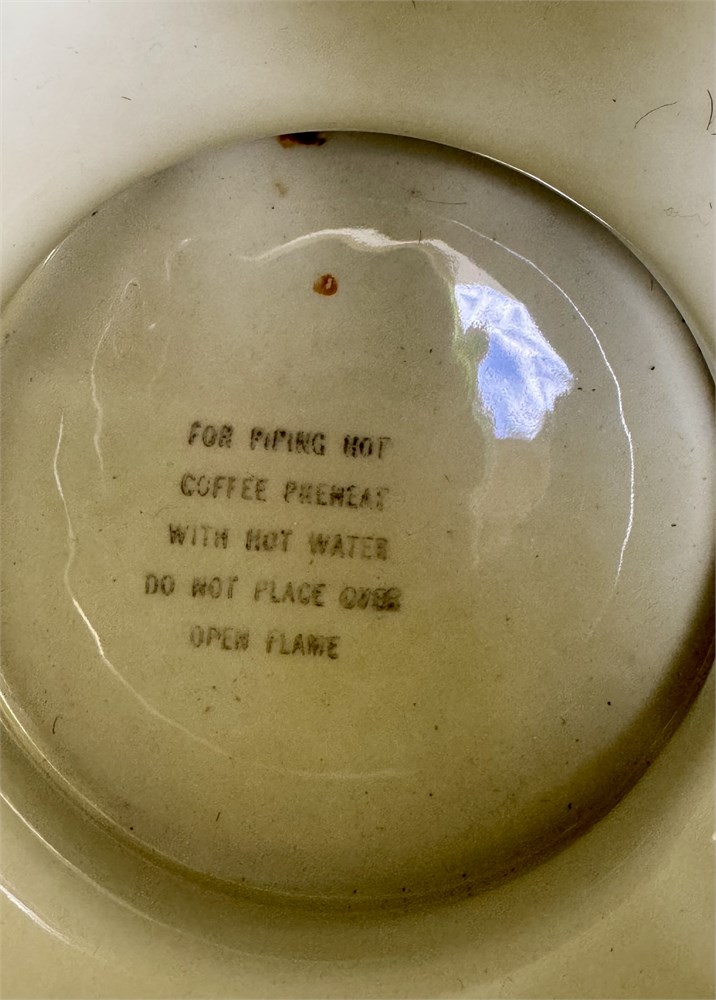 FOR PIPING HOT
COFFEE PREHEAT
WITH HOT WATER
DO NOT PLACE OVER
OPEN FLAME